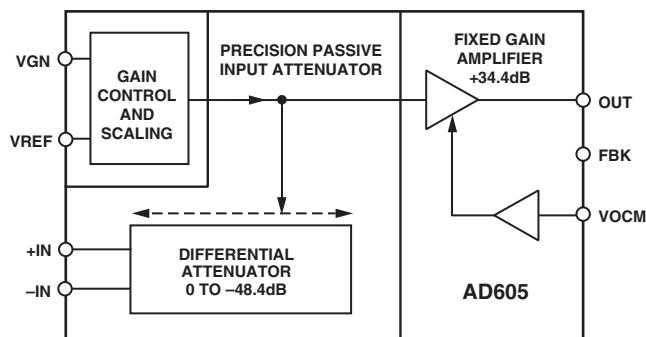 VGN
VREF
GAIN
CONTROL
AND
SCALING
PRECISION PASSIVE
INPUT ATTENUATOR
FIXED GAIN
AMPLIFIER
+34.4dB
OUT
FBK
VOCM
+IN
–IN
DIFFERENTIAL
ATTENUATOR
0 TO –48.4dB
AD605